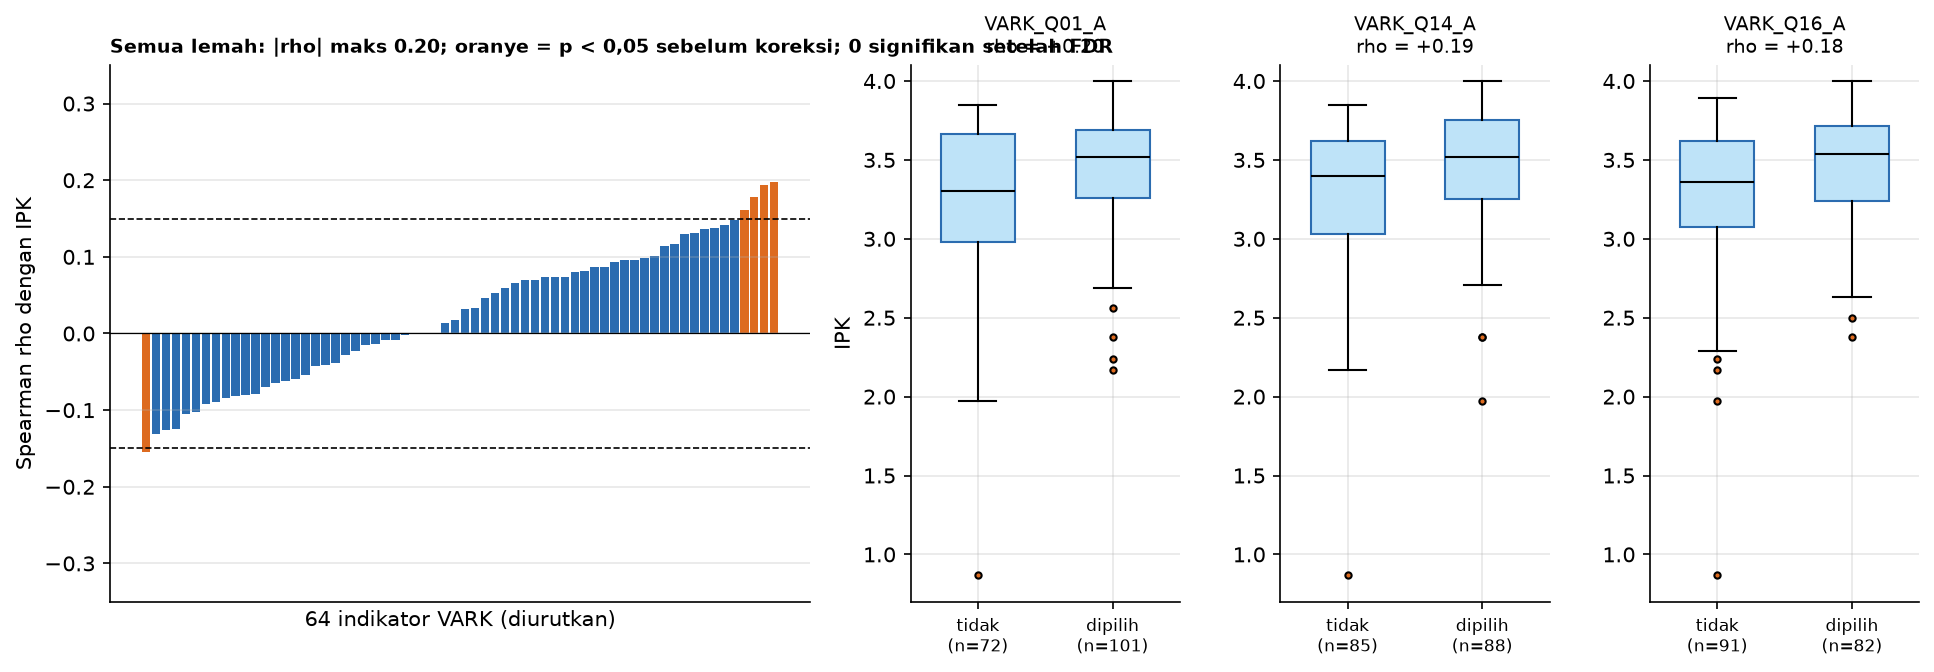 Semua lemah: |rho| maks 0.20; oranye = p < 0,05 sebelum koreksi; 0 signifikan setelah FDR
Spearman rho dengan IPK
0.3
0.2
0.1
0.0
−0.1
−0.2
−0.3
64 indikator VARK (diurutkan)
VARK_Q01_A
rho = +0.20
IPK
4.0
3.5
3.0
2.5
2.0
1.5
1.0
tidak
(n=72)
dipilih
(n=101)
VARK_Q14_A
rho = +0.19
4.0
3.5
3.0
2.5
2.0
1.5
1.0
tidak
(n=85)
dipilih
(n=88)
VARK_Q16_A
rho = +0.18
4.0
3.5
3.0
2.5
2.0
1.5
1.0
tidak
(n=91)
dipilih
(n=82)